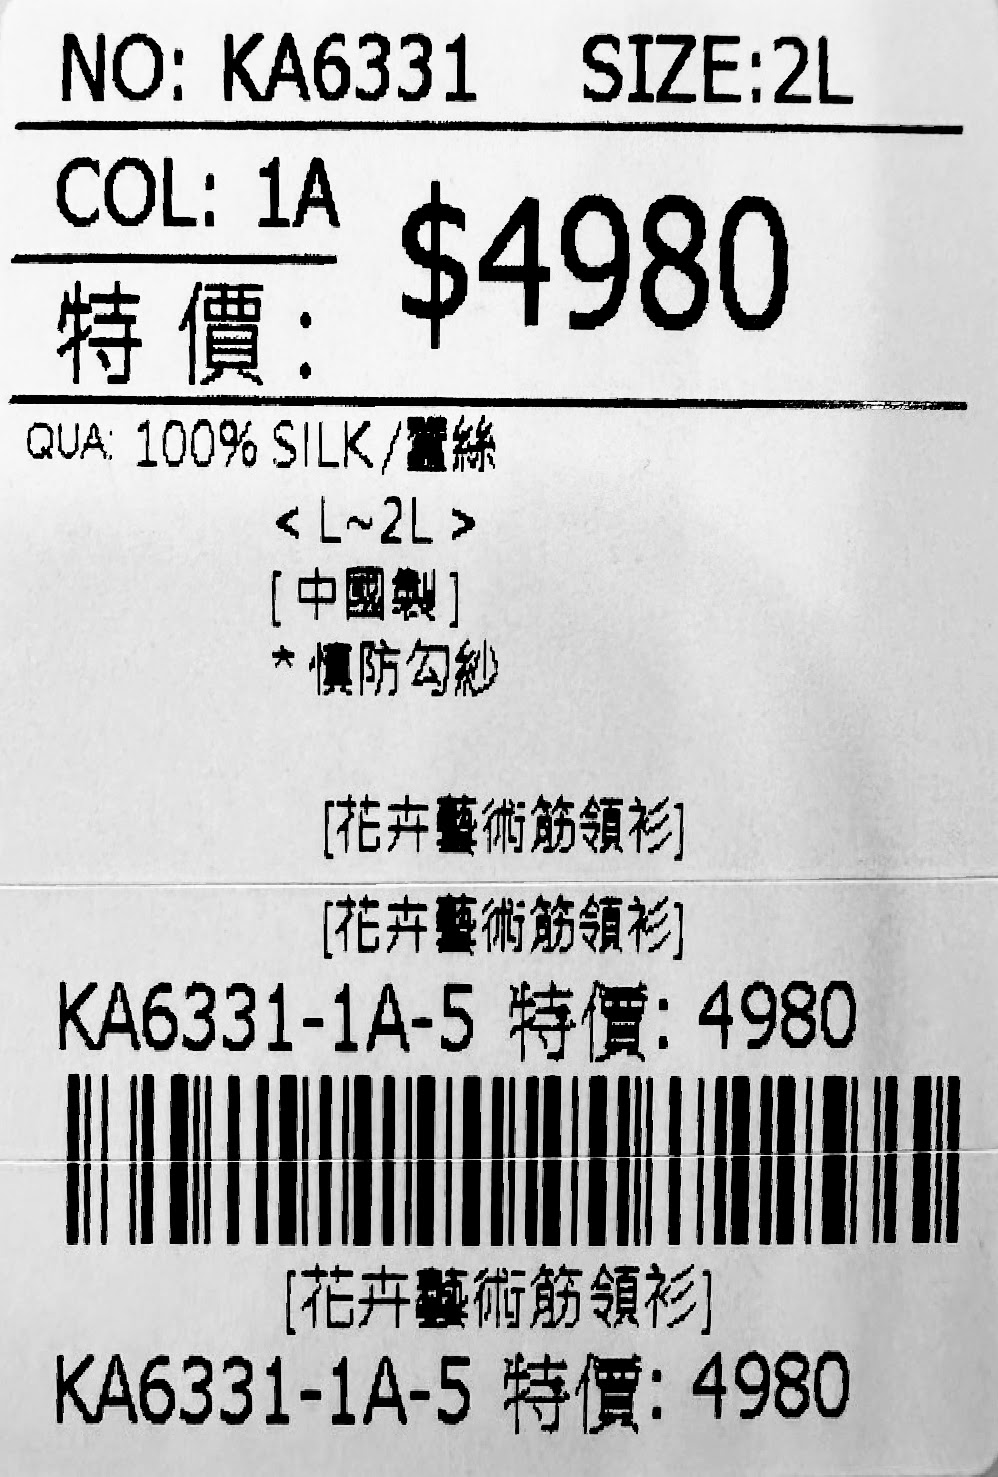 NO: KA6331 SIZE:2L
COL: 1A
$4980
特價:
QUA: 100% SILK/蠶絲
< L~2L >
[中國製]
*慎防勾紗
[花卉藝術筋領衫]
[花卉藝術筋領衫]
KA6331-1A-5 特價: 4980
[花卉藝術筋領衫]
KA6331-1A-5 特價: 4980